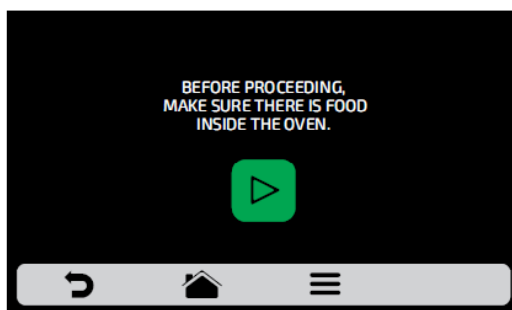 BEFORE PROCEEDING,
MAKE SURE THERE IS FOOD
INSIDE THE OVEN.